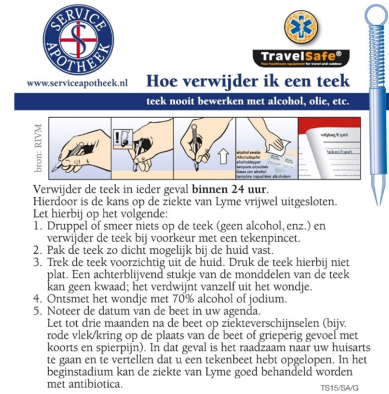 SERVICE APOTHEEK
TravelSafe®
Your healthcare equipment for travel and outdoor
www.serviceapotheek.nl
Hoe verwijder ik een teek
teek nooit bewerken met alcohol, olie, etc.
bron: RIVM
Verwijder de teek in ieder geval binnen 24 uur.
Hierdoor is de kans op de ziekte van Lyme vrijwel uitgesloten.
Let hierbij op het volgende:
1. Druppel of smeer niets op de teek (geen alcohol, enz.) en
verwijder de teek bij voorkeur met een tekenpincet.
2. Pak de teek zo dicht mogelijk bij de huid vast.
3. Trek de teek voorzichtig uit de huid. Druk de teek hierbij niet
plat. Een achterblijvend stukje van de monddelen van de teek
kan geen kwaad; het verdwijnt vanzelf uit het wondje.
4. Ontsmet het wondje met 70% alcohol of jodium.
5. Noteer de datum van de beet in uw agenda.
Let tot drie maanden na de beet op ziekteverschijnselen (bijv.
rode vlek/kring op de plaats van de beet of grieperig gevoel met
koorts en spierpijn). In dat geval is het raadzaam naar uw huisarts
te gaan en te vertellen dat u een tekenbeet hebt opgelopen. In het
beginstadium kan de ziekte van Lyme goed behandeld worden
met antibiotica.
TS15/SA/G